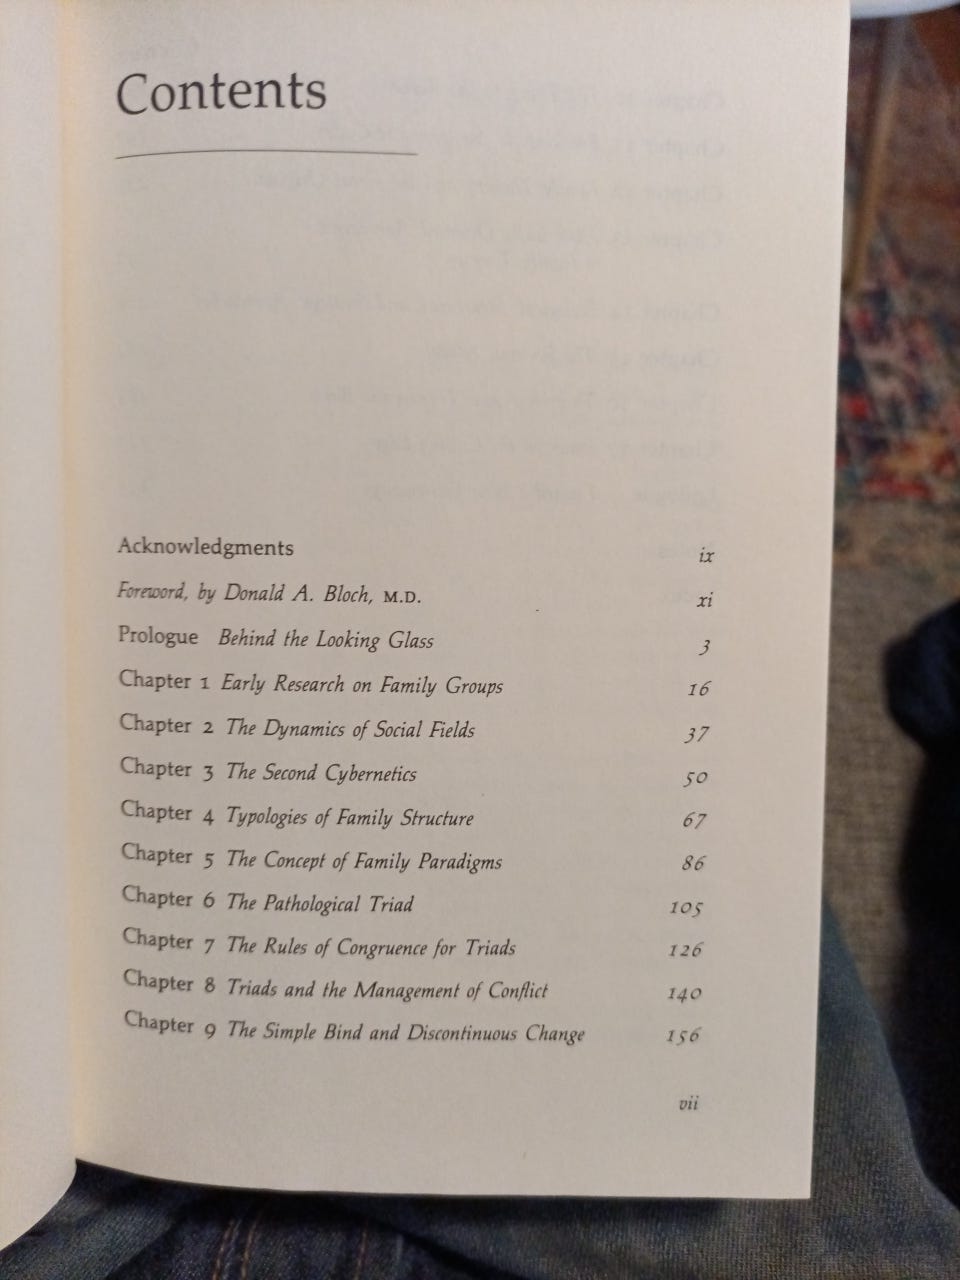 Contents
Acknowledgments ix
Foreword, by Donald A. Bloch, M.D. xi
Prologue Behind the Looking Glass 3
Chapter 1 Early Research on Family Groups 16
Chapter 2 The Dynamics of Social Fields 37
Chapter 3 The Second Cybernetics 50
Chapter 4 Typologies of Family Structure 67
Chapter 5 The Concept of Family Paradigms 86
Chapter 6 The Pathological Triad 105
Chapter 7 The Rules of Congruence for Triads 126
Chapter 8 Triads and the Management of Conflict 140
Chapter 9 The Simple Bind and Discontinuous Change 156
vii